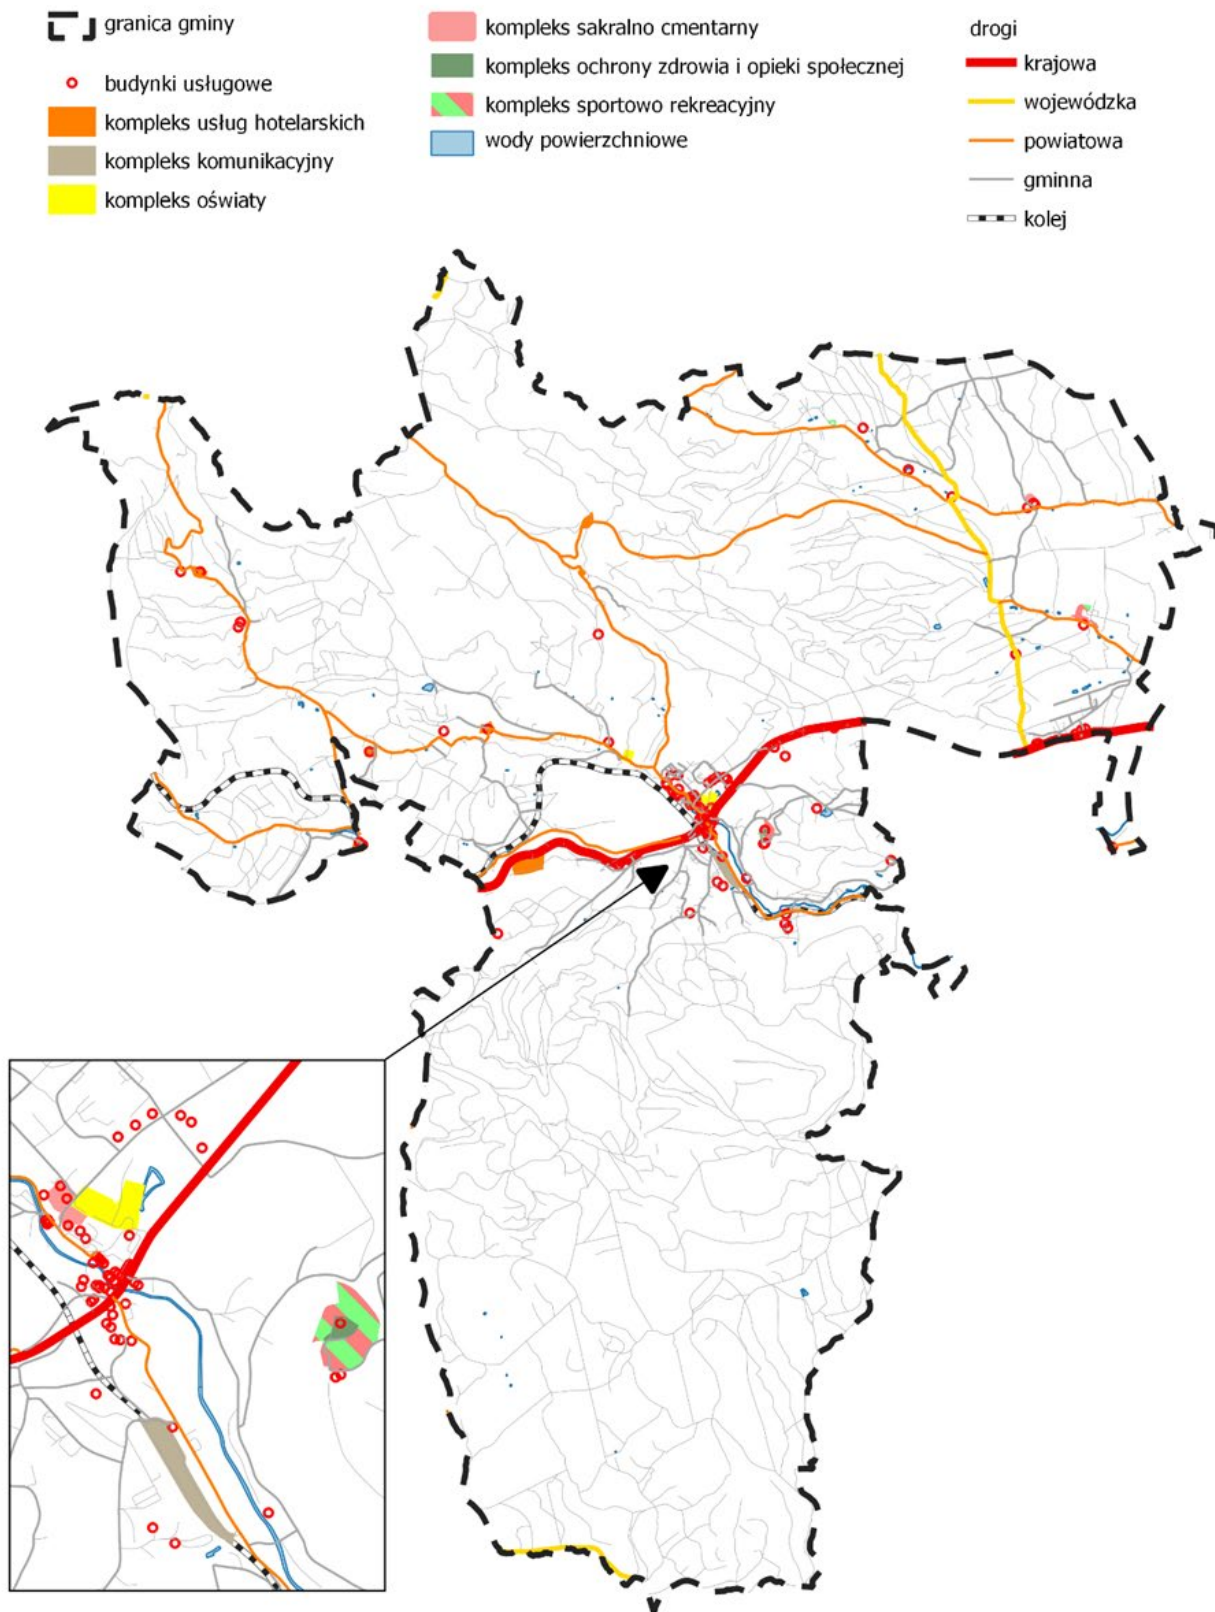 granica gminy
budynki usługowe
kompleks usług hotelarskich
kompleks komunikacyjny
kompleks oświaty
kompleks sakralno cmentarny
kompleks ochrony zdrowia i opieki społecznej
kompleks sportowo rekreacyjny
wody powierzchniowe
drogi
krajowa
wojewódzka
powiatowa
gminna
kolej